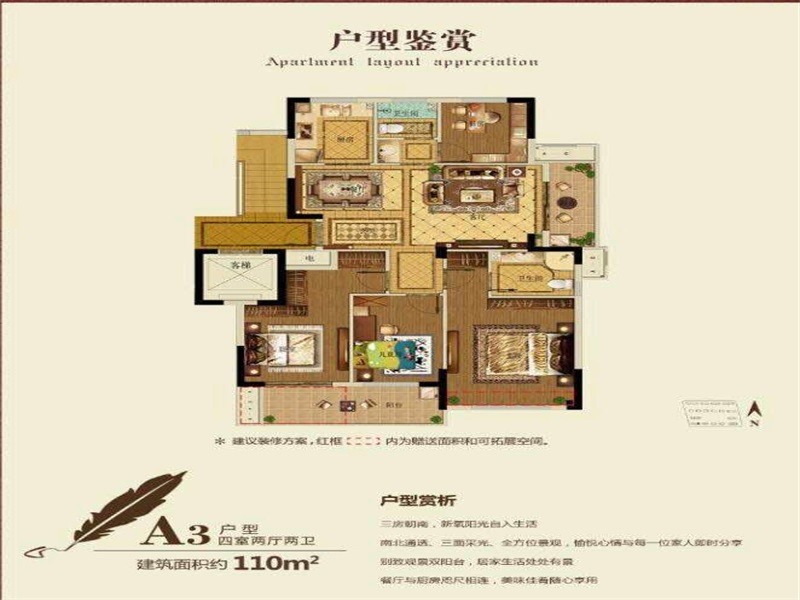 户型鉴赏
Apartment layout appreciation
卫生间
厨房
客厅
客梯
电
卫生间
儿童房
阳台
N
※ 建议装修方案，红框 内为赠送面积和可拓展空间。
A3 户型
四室两厅两卫
建筑面积约 110m²
户型赏析
三房朝南，新氧阳光自入生活
南北通透、三面采光、全方位景观，愉悦心情与每一位家人即时分享
别致观景双阳台，居家生活处处有景
餐厅与厨房咫尺相连，美味佳肴随心享用